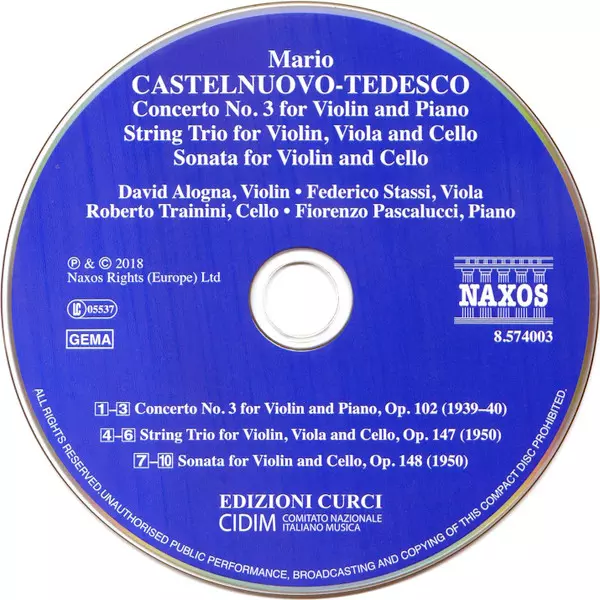 Mario
CASTELNUOVO-TEDESCO
Concerto No. 3 for Violin and Piano
String Trio for Violin, Viola and Cello
Sonata for Violin and Cello
David Alogna, Violin • Federico Stassi, Viola
Roberto Trainini, Cello • Fiorenzo Pascalucci, Piano
℗ & © 2018
Naxos Rights (Europe) Ltd
LC 05537
GEMA
NAXOS
8.574003
1–3 Concerto No. 3 for Violin and Piano, Op. 102 (1939–40)
4–6 String Trio for Violin, Viola and Cello, Op. 147 (1950)
7–10 Sonata for Violin and Cello, Op. 148 (1950)
EDIZIONI CURCI
CIDIM COMITATO NAZIONALE
ITALIANO MUSICA
ALL RIGHTS RESERVED. UNAUTHORISED PUBLIC PERFORMANCE, BROADCASTING AND COPYING OF THIS COMPACT DISC PROHIBITED.